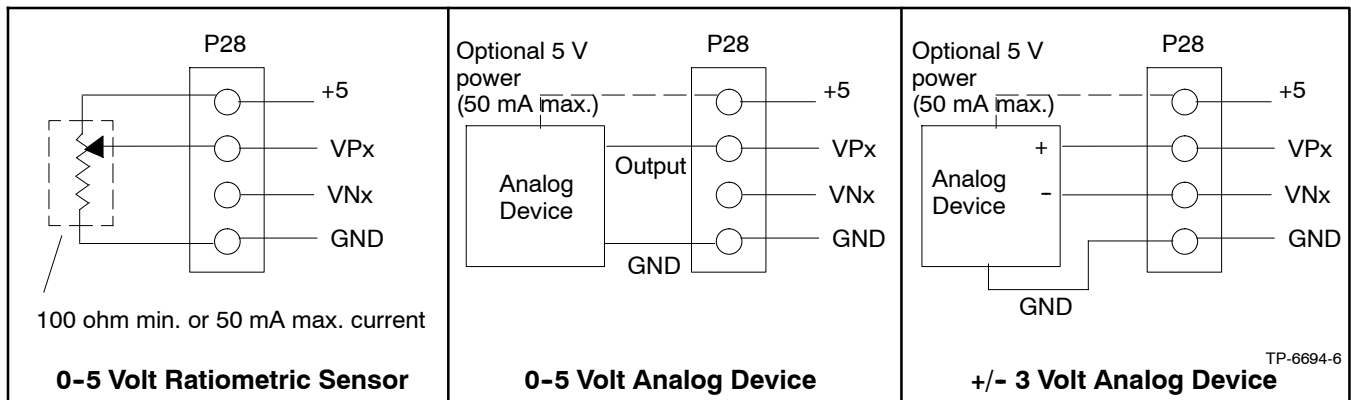 P28
+5
VPx
VNx
GND
100 ohm min. or 50 mA max. current
0-5 Volt Ratiometric Sensor
Optional 5 V
power
(50 mA max.)
P28
+5
Output
VPx
Analog
Device
VNx
GND
GND
0-5 Volt Analog Device
Optional 5 V
power
(50 mA max.)
P28
+5
+
VPx
Analog
Device
-
VNx
GND
GND
TP-6694-6
+/- 3 Volt Analog Device